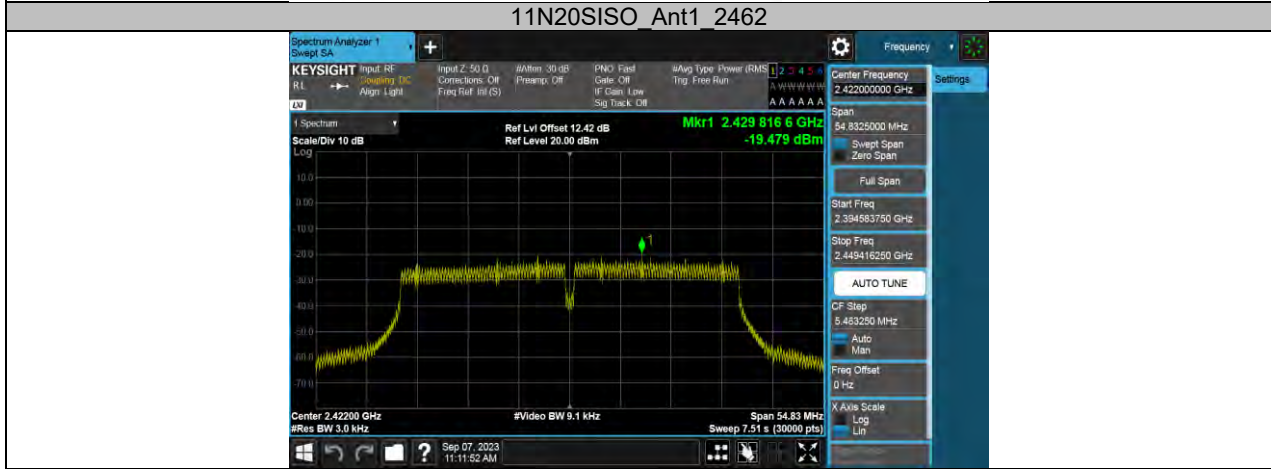 11N20SISO_Ant1_2462
Spectrum Analyzer 1
Swept SA
+
Frequency
KEYSIGHT
Input: RF
Coupling: DC
Align: Light
RL
LXI
Input Z: 50 Ω
Corrections: Off
Freq Ref: Int (S)
#Atten: 30 dB
Preamp: Off
PNO: Fast
Gate: Off
IF Gain: Low
Sig Track: Off
#Avg Type: Power (RMS
Trig: Free Run
1 2 3 4 5 6
A W W W W W
A A A A A A
Center Frequency
2.422000000 GHz
Settings
1 Spectrum
Scale/Div 10 dB
Log
Ref Lvl Offset 12.42 dB
Ref Level 20.00 dBm
Mkr1 2.429 816 6 GHz
-19.479 dBm
Span
54.8325000 MHz
Swept Span
Zero Span
Full Span
Start Freq
2.394583750 GHz
Stop Freq
2.449416250 GHz
AUTO TUNE
CF Step
5.483250 MHz
Auto
Man
Freq Offset
0 Hz
X Axis Scale
Log
Lin
10.0
0.00
-10.0
-20.0
-30.0
-40.0
-50.0
-60.0
-70.0
1
Center 2.42200 GHz
#Video BW 9.1 kHz
Span 54.83 MHz
#Res BW 3.0 kHz
Sweep 7.51 s (30000 pts)
?
Sep 07, 2023
11:11:52 AM